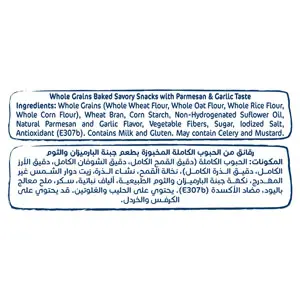 Whole Grains Baked Savory Snacks with Parmesan & Garlic Taste
Ingredients: Whole Grains (Whole Wheat Flour, Whole Oat Flour, Whole Rice Flour,
Whole Corn Flour), Wheat Bran, Corn Starch, Non-Hydrogenated Suflower Oil,
Natural Parmesan and Garlic Flavor, Vegetable Fibers, Sugar, Iodized Salt,
Antioxidant (E307b). Contains Milk and Gluten. May contain Celery and Mustard.
رقائق من الحبوب الكاملة المخبوزة بطعم جبنة البارميزان والثوم
المكونات: الحبوب الكاملة (دقيق القمح الكامل، دقيق الشوفان الكامل، دقيق الأرز
الكامل، دقيق الذرة الكامل)، نخالة القمح، نشاء الذرة، زيت دوار الشمس غير
المهدرج، نكهة جبنة البارميزان والثوم الطبيعية، ألياف نباتية، سكر، ملح معالج
باليود، مضاد الأكسدة (E307b). يحتوي على الحليب والغلوتين. قد يحتوي على
الكرفس والخردل.